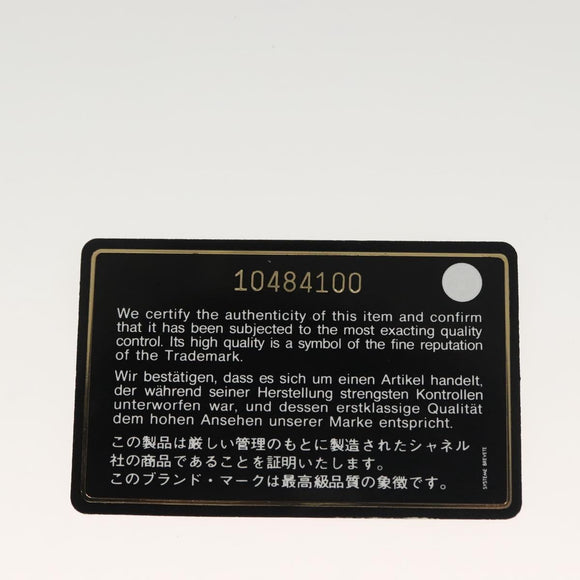 10484100
We certify the authenticity of this item and confirm
that it has been subjected to the most exacting quality
control. Its high quality is a symbol of the fine reputation
of the Trademark.
Wir bestätigen, dass es sich um einen Artikel handelt,
der während seiner Herstellung strengsten Kontrollen
unterworfen war, und dessen erstklassige Qualität
dem hohen Ansehen unserer Marke entspricht.
この製品は厳しい管理のもとに製造されたシャネル
社の商品であることを証明いたします。
このブランド・マークは最高級品質の象徴です。
SYSTEME BREVETE